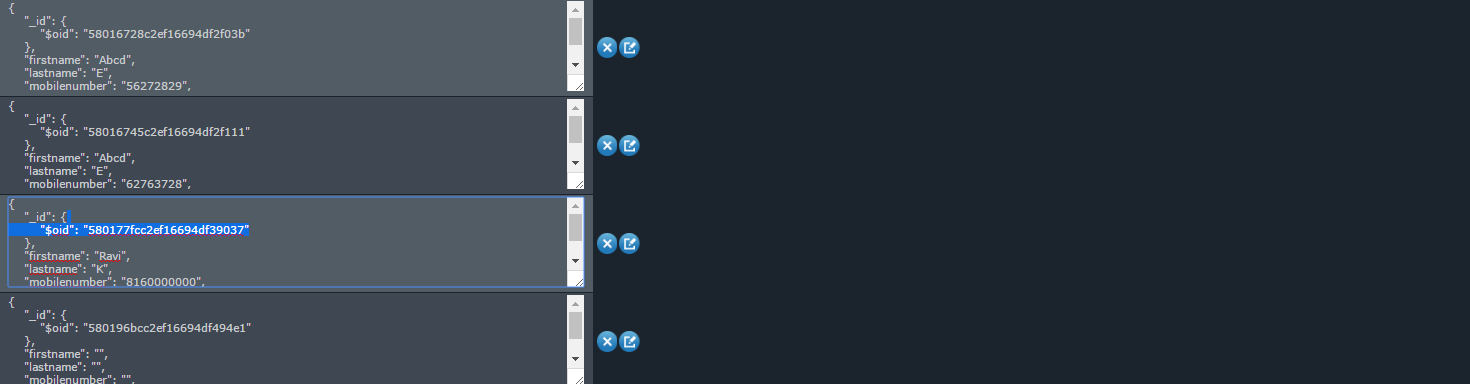 {
"_id": {
"$oid": "58016728c2ef16694df2f03b"
},
"firstname": "Abcd",
"lastname": "E",
"mobilenumber": "56272829",
{
"_id": {
"$oid": "58016745c2ef16694df2f111"
},
"firstname": "Abcd",
"lastname": "E",
"mobilenumber": "62763728",
{
"_id": {
"$oid": "580177fcc2ef16694df39037"
},
"firstname": "Ravi",
"lastname": "K",
"mobilenumber": "8160000000",
{
"_id": {
"$oid": "580196bcc2ef16694df494e1"
},
"firstname": "",
"lastname": "",
"mobilenumber": "",